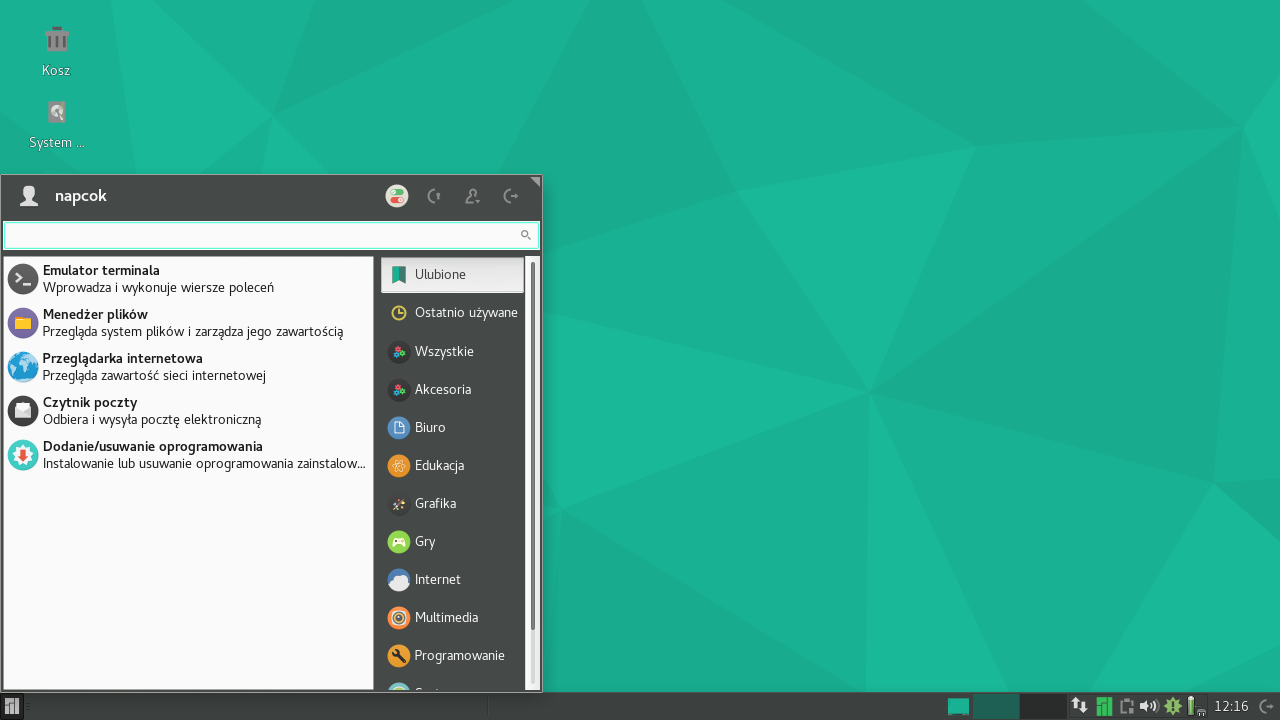 Kosz
System ...
napcok
Emulator terminala
Wprowadza i wykonuje wiersze poleceń
Menedżer plików
Przegląda system plików i zarządza jego zawartością
Przeglądarka internetowa
Przegląda zawartość sieci internetowej
Czytnik poczty
Odbiera i wysyła pocztę elektroniczną
Dodanie/usuwanie oprogramowania
Instalowanie lub usuwanie oprogramowania zainstalow...
Ulubione
Ostatnio używane
Wszystkie
Akcesoria
Biuro
Edukacja
Grafika
Gry
Internet
Multimedia
Programowanie
12:16